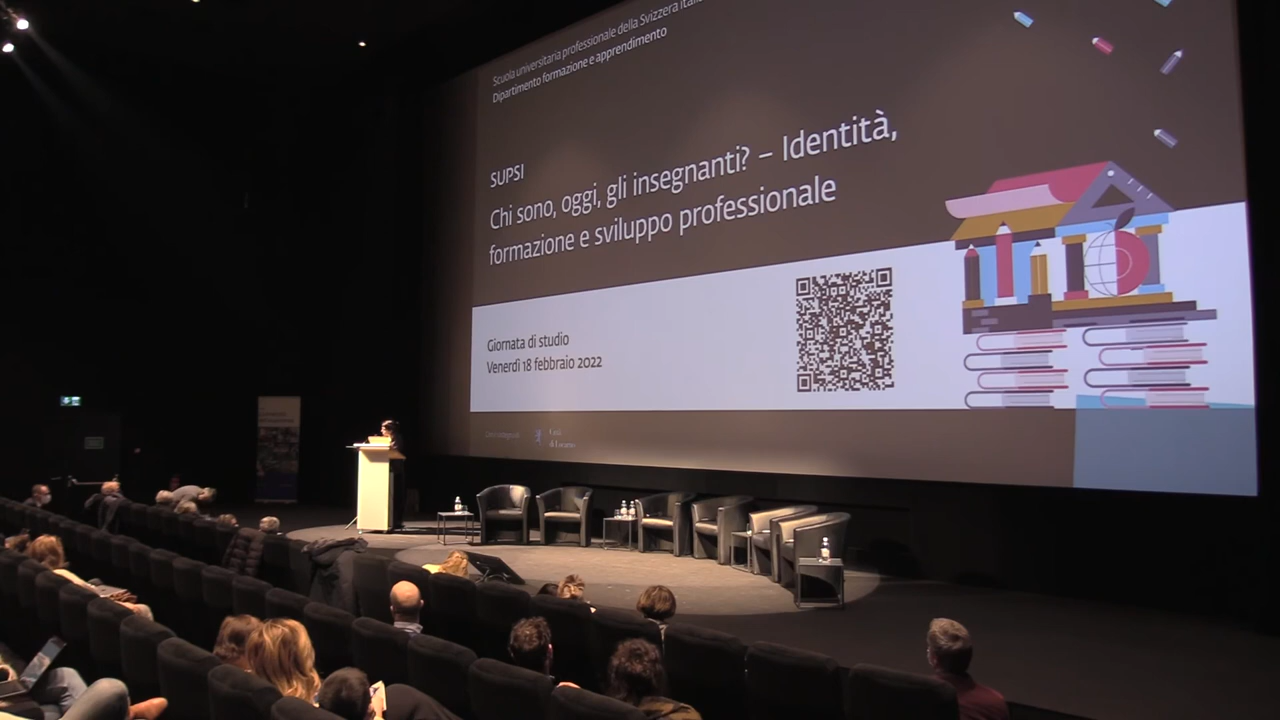 Scuola universitaria professionale della Svizzera italiana
Dipartimento formazione e apprendimento
SUPSI
Chi sono, oggi, gli insegnanti? – Identità,
formazione e sviluppo professionale
Giornata di studio
Venerdì 18 febbraio 2022